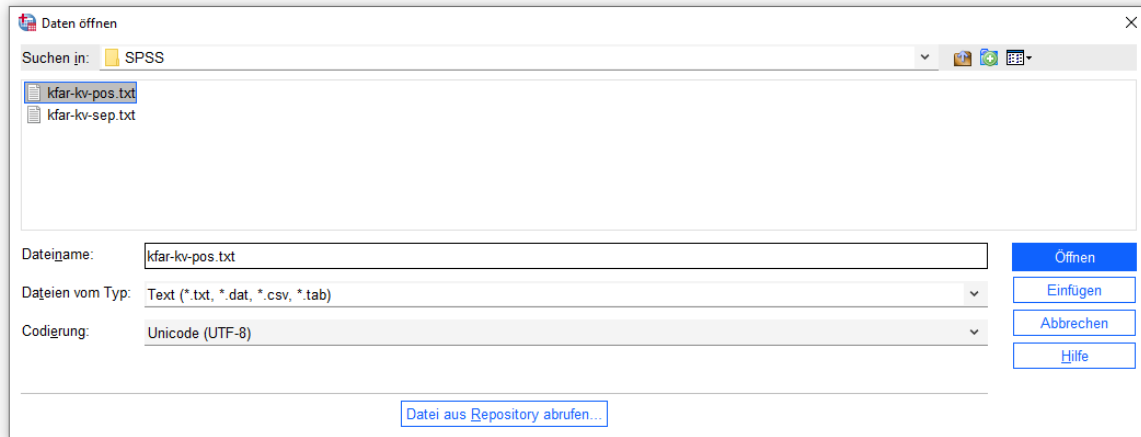 Daten öffnen
Suchen in: SPSS
kfar-kv-pos.txt
kfar-kv-sep.txt
Dateiname: kfar-kv-pos.txt
Öffnen
Dateien vom Typ: Text (*.txt, *.dat, *.csv, *.tab)
Einfügen
Codierung: Unicode (UTF-8)
Abbrechen
Hilfe
Datei aus Repository abrufen...